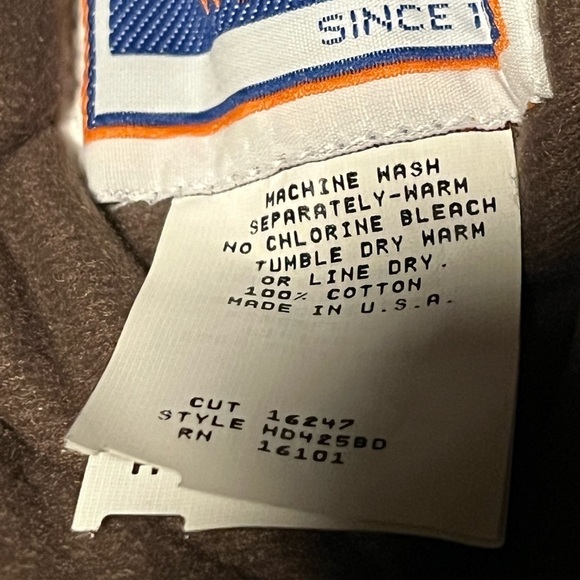 SINCE 1
MACHINE WASH
SEPARATELY-WARM
NO CHLORINE BLEACH
TUMBLE DRY WARM
OR LINE DRY.
100% COTTON
MADE IN U.S.A.
CUT 16247
STYLE HD425BD
RN 16101